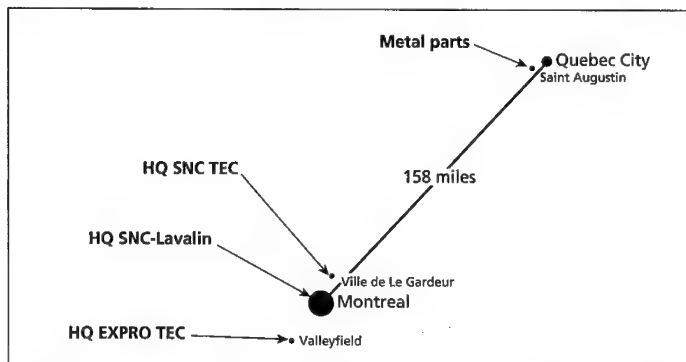 Metal parts
Quebec City
Saint Augustin
158 miles
HQ SNC TEC
HQ SNC-Lavalin
Ville de Le Gardeur
Montreal
HQ EXPRO TEC
Valleyfield